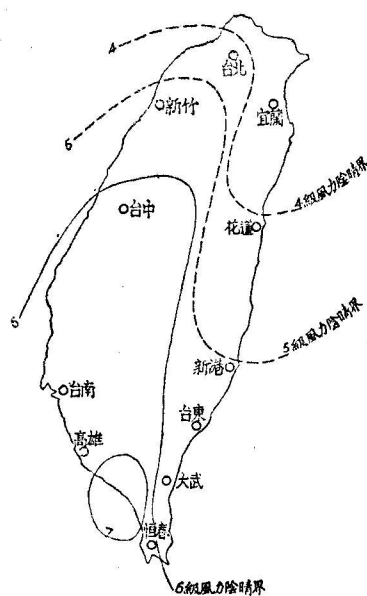 4
台北
新竹
宜蘭
5
4級風力陰晴界
台中
花蓮
6
5級風力陰晴界
新港
台南
台東
高雄
大武
7
恒春
6級風力陰晴界